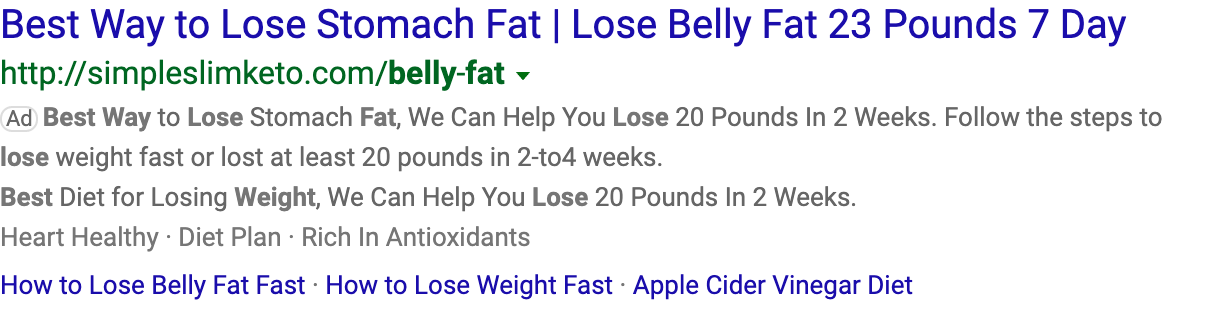 Best Way to Lose Stomach Fat | Lose Belly Fat 23 Pounds 7 Day
http://simpleslimketo.com/belly-fat
Ad Best Way to Lose Stomach Fat, We Can Help You Lose 20 Pounds In 2 Weeks. Follow the steps to
lose weight fast or lost at least 20 pounds in 2-to4 weeks.
Best Diet for Losing Weight, We Can Help You Lose 20 Pounds In 2 Weeks.
Heart Healthy · Diet Plan · Rich In Antioxidants
How to Lose Belly Fat Fast · How to Lose Weight Fast · Apple Cider Vinegar Diet